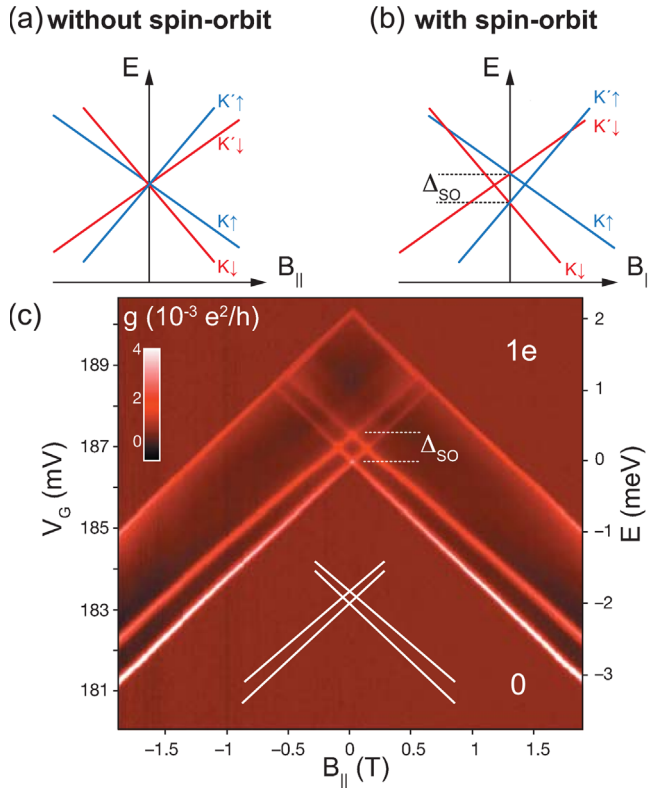 (a) without spin-orbit
(b) with spin-orbit
E
K´↑
K´↓
K↑
K↓
B||
E
K´↑
K´↓
ΔSO
K↑
K↓
B|
(c)
g (10-3 e2/h)
4
2
0
1e
ΔSO
0
189
187
185
183
181
VG (mV)
2
1
0
−1
−2
−3
E (meV)
−1.5
−1
−0.5
0
0.5
1
1.5
B|| (T)